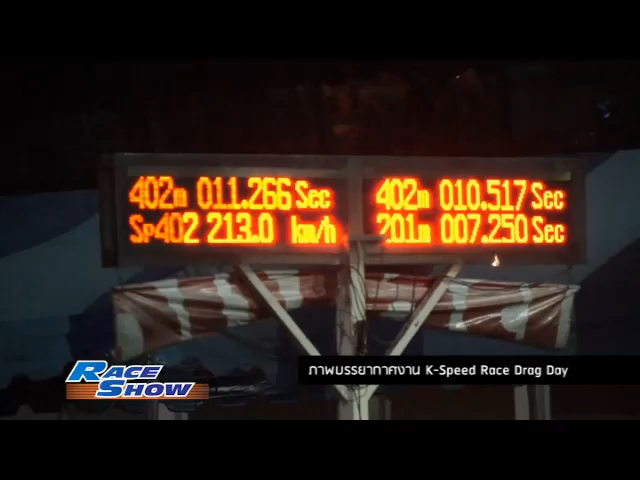 402m 011.266 Sec
Sp402 213.0 km/h
402m 010.517 Sec
201m 007.250 Sec
RACE
SHOW
ภาพบรรยากาศงาน K-Speed Race Drag Day